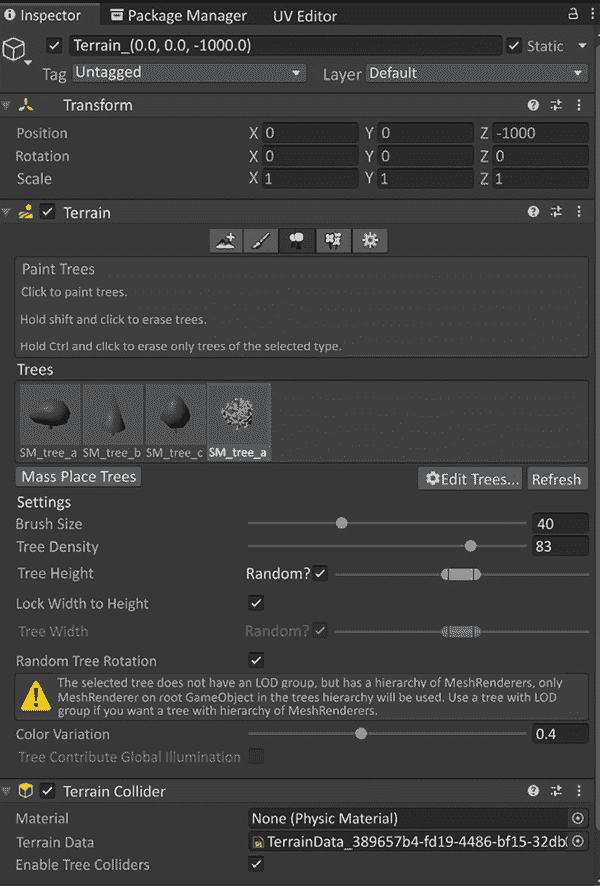 Inspector Package Manager UV Editor
Terrain_(0.0, 0.0, -1000.0) Static
Tag Untagged Layer Default
Transform
Position X 0 Y 0 Z -1000
Rotation X 0 Y 0 Z 0
Scale X 1 Y 1 Z 1
Terrain
Paint Trees
Click to paint trees.
Hold shift and click to erase trees.
Hold Ctrl and click to erase only trees of the selected type.
Trees
SM_tree_a SM_tree_b SM_tree_c SM_tree_a
Mass Place Trees Edit Trees... Refresh
Settings
Brush Size 40
Tree Density 83
Tree Height Random?
Lock Width to Height
Tree Width Random?
Random Tree Rotation
The selected tree does not have an LOD group, but has a hierarchy of MeshRenderers, only
MeshRenderer on root GameObject in the trees hierarchy will be used. Use a tree with LOD
group if you want a tree with hierarchy of MeshRenderers.
Color Variation 0.4
Tree Contribute Global Illumination
Terrain Collider
Material None (Physic Material)
Terrain Data TerrainData_389657b4-fd19-4486-bf15-32db
Enable Tree Colliders